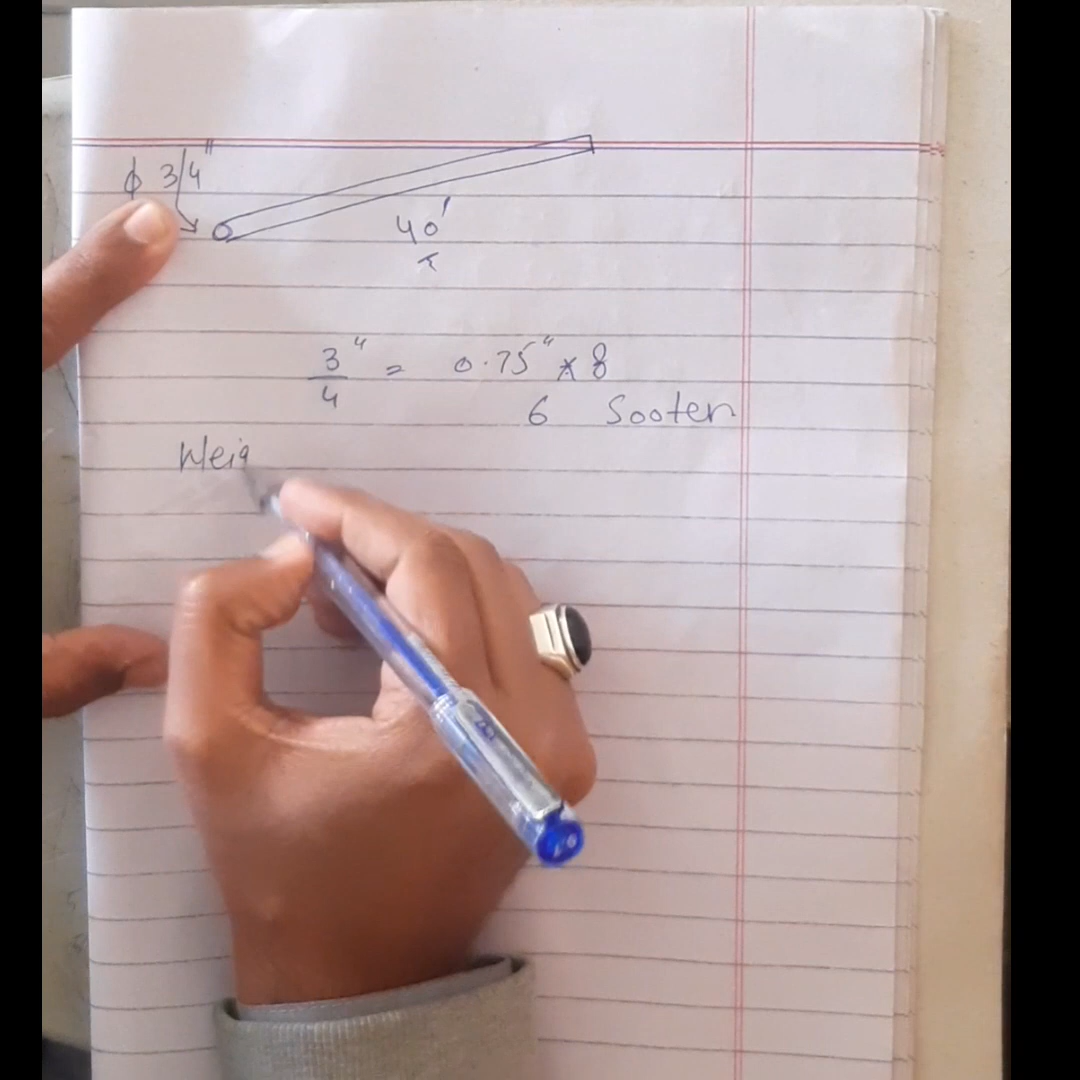 ϕ 3/4"
40'
3"/4 = 0.75" * 8
6 Sooter
Weig